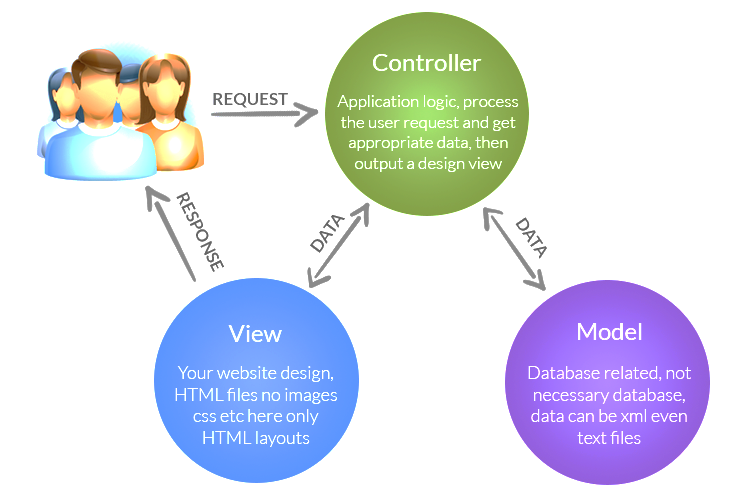 Controller
Application logic, process
the user request and get
appropriate data, then
output a design view
REQUEST
RESPONSE
DATA
DATA
View
Your website design,
HTML files no images
css etc here only
HTML layouts
Model
Database related, not
necessary database,
data can be xml even
text files